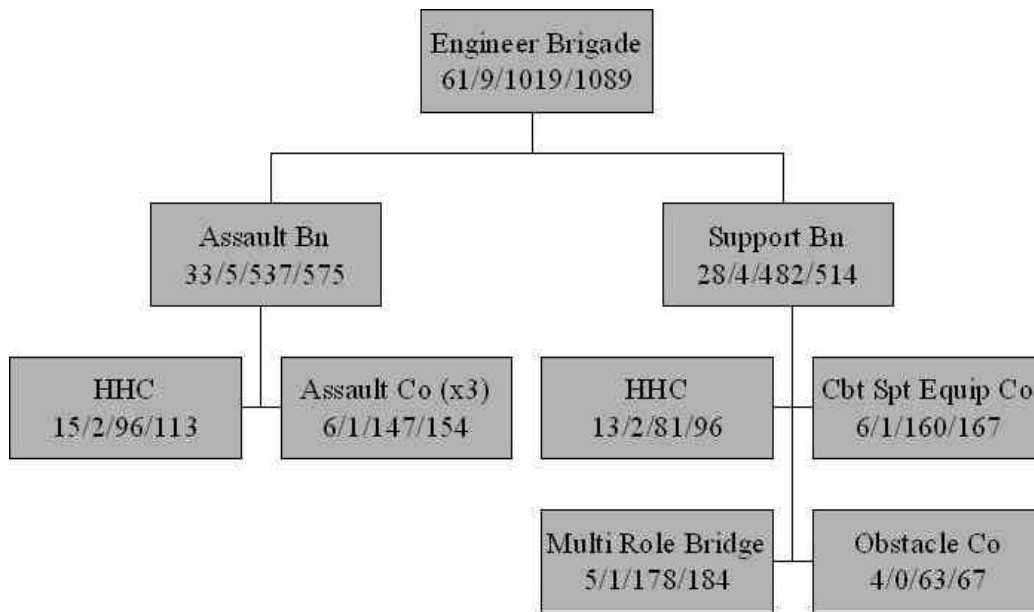 Engineer Brigade
61/9/1019/1089
Assault Bn
33/5/537/575
Support Bn
28/4/482/514
HHC
15/2/96/113
Assault Co (x3)
6/1/147/154
HHC
13/2/81/96
Cbt Spt Equip Co
6/1/160/167
Multi Role Bridge
5/1/178/184
Obstacle Co
4/0/63/67